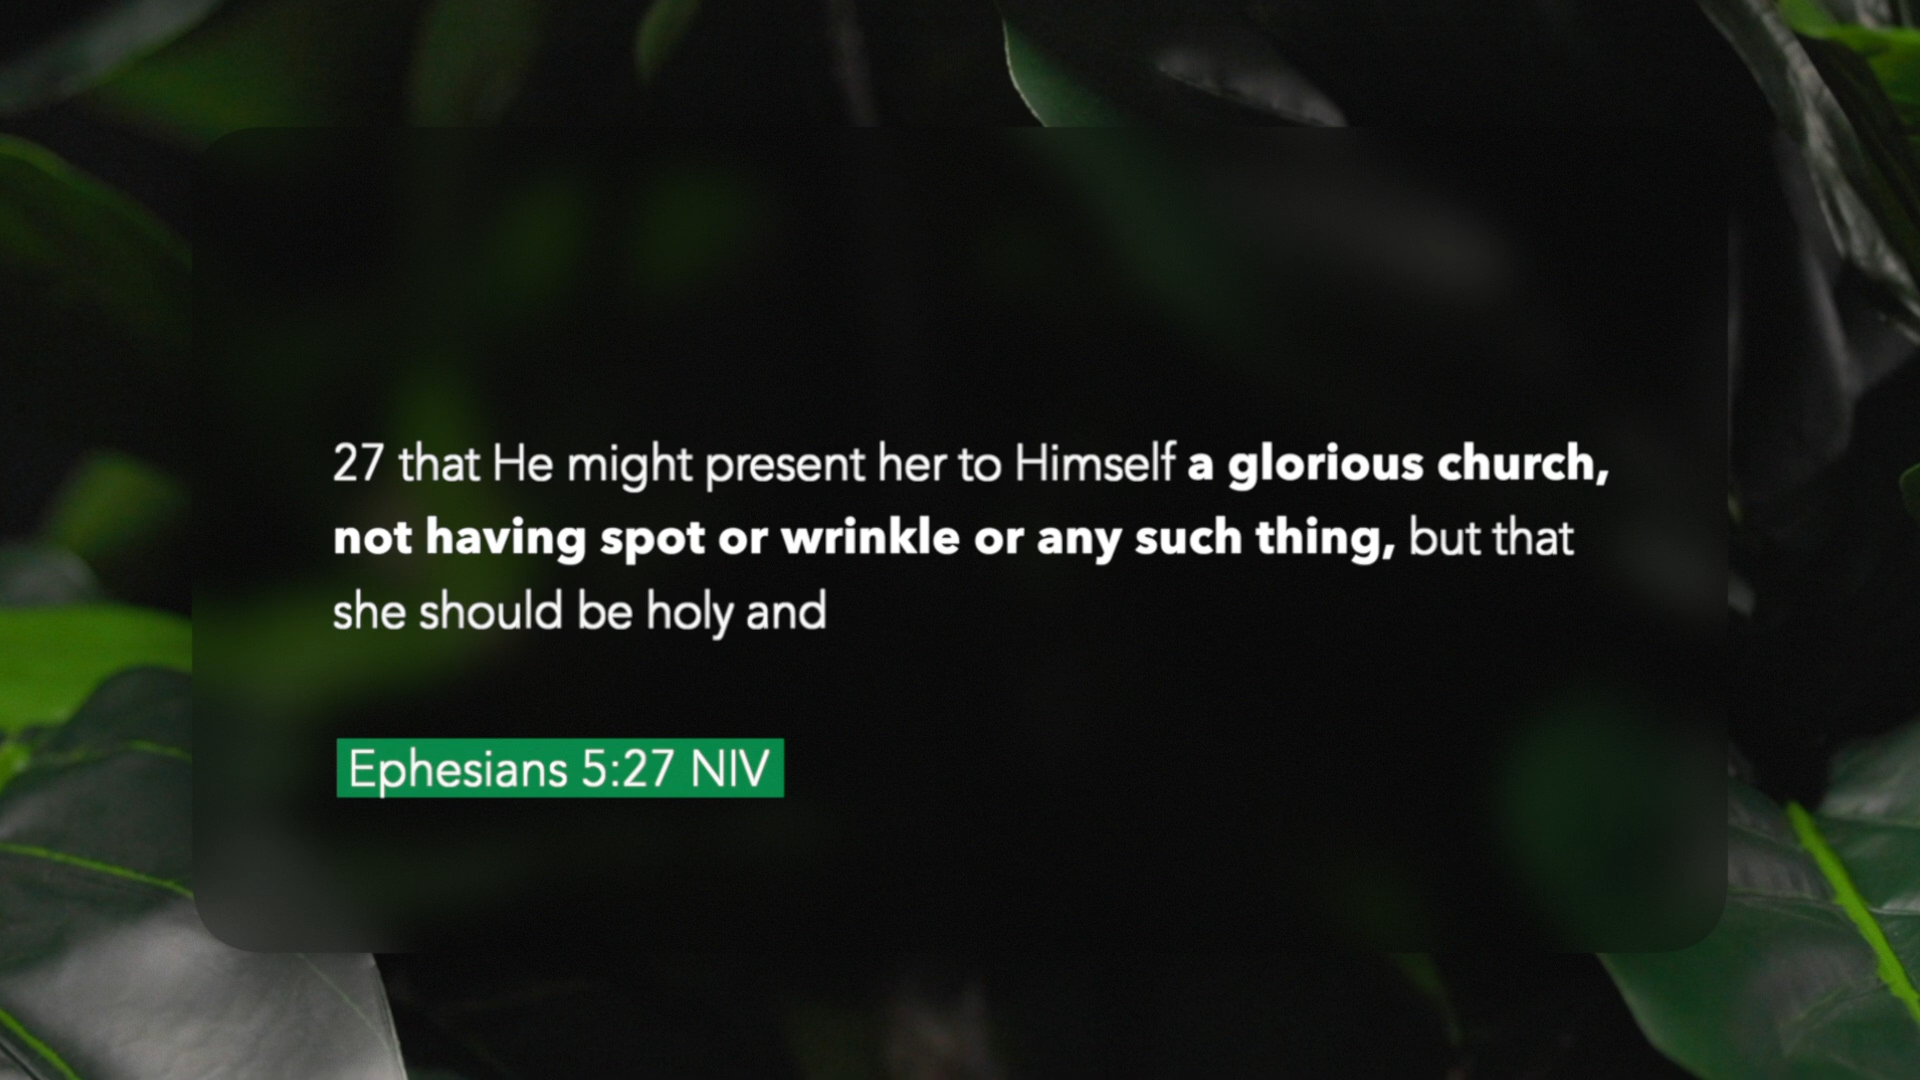 27 that He might present her to Himself a glorious church,
not having spot or wrinkle or any such thing, but that
she should be holy and
Ephesians 5:27 NIV